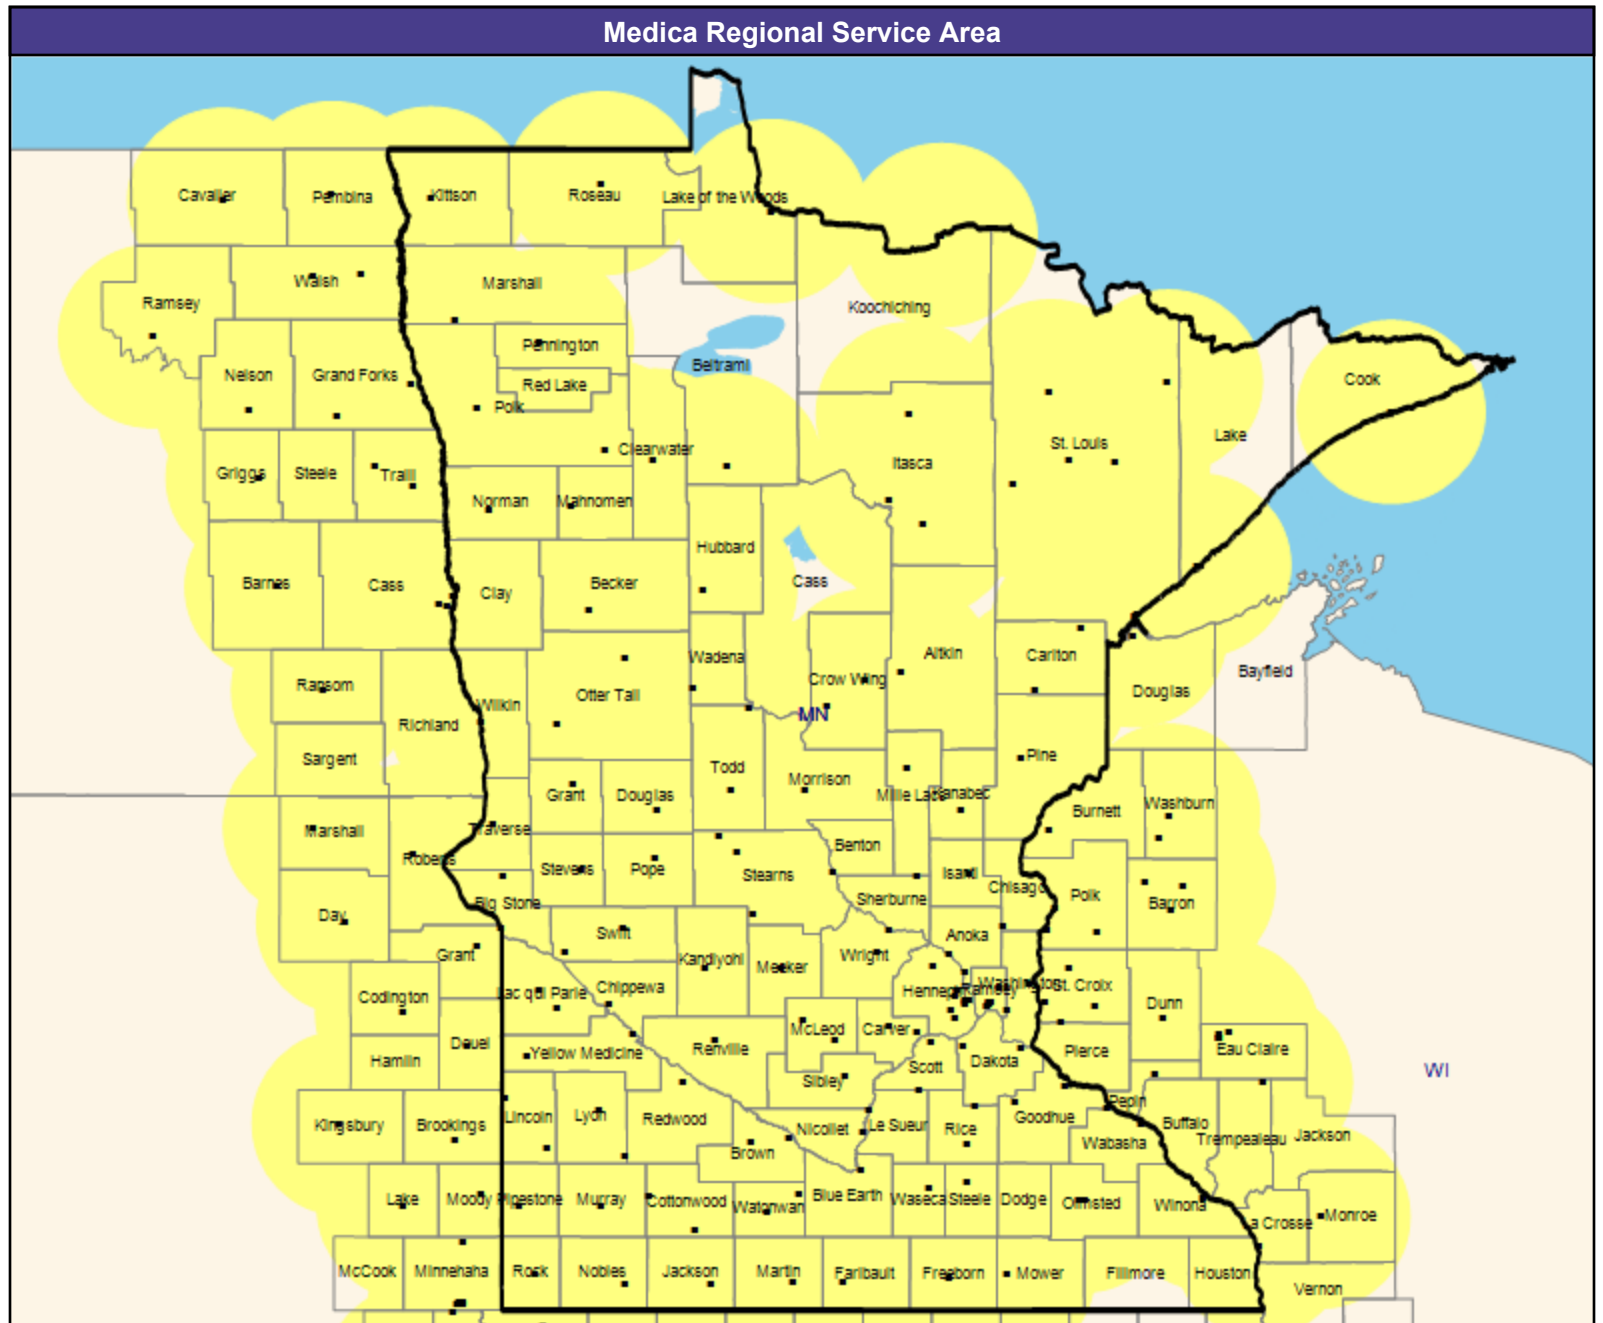 Medica Regional Service Area
Cavalier
Pembina
Kittson
Roseau
Lake of the Woods
Ramsey
Walsh
Marshall
Koochiching
Nelson
Grand Forks
Pennington
Red Lake
Polk
Beltrami
Cook
Clearwater
St. Louis
Lake
Itasca
Griggs
Steele
Traill
Norman
Mahnomen
Hubbard
Barnes
Cass
Clay
Becker
Cass
Wadena
Crow Wing
Aitkin
Carlton
Douglas
Bayfield
Ransom
Richland
Wilkin
Otter Tail
MN
Sargent
Todd
Morrison
Pine
Grant
Douglas
Mille Lacs
Kanabec
Burnett
Washburn
Marshall
Roberts
Traverse
Stevens
Pope
Stearns
Benton
Isanti
Chisago
Polk
Barron
Day
Big Stone
Sherburne
Grant
Swift
Kandiyohi
Meeker
Wright
Anoka
Codington
Lac qui Parle
Chippewa
Hennepin
Ramsey
Washington
St. Croix
Dunn
Hamlin
Deuel
Yellow Medicine
Renville
McLeod
Carver
Scott
Dakota
Pierce
Eau Claire
WI
Sibley
Kingsbury
Brookings
Lincoln
Lyon
Redwood
Brown
Nicollet
Le Sueur
Rice
Goodhue
Pepin
Wabasha
Buffalo
Trempealeau
Jackson
Lake
Moody
Pipestone
Murray
Cottonwood
Watonwan
Blue Earth
Waseca
Steele
Dodge
Olmsted
Winona
La Crosse
Monroe
McCook
Minnehaha
Rock
Nobles
Jackson
Martin
Faribault
Freeborn
Mower
Fillmore
Houston
Vernon